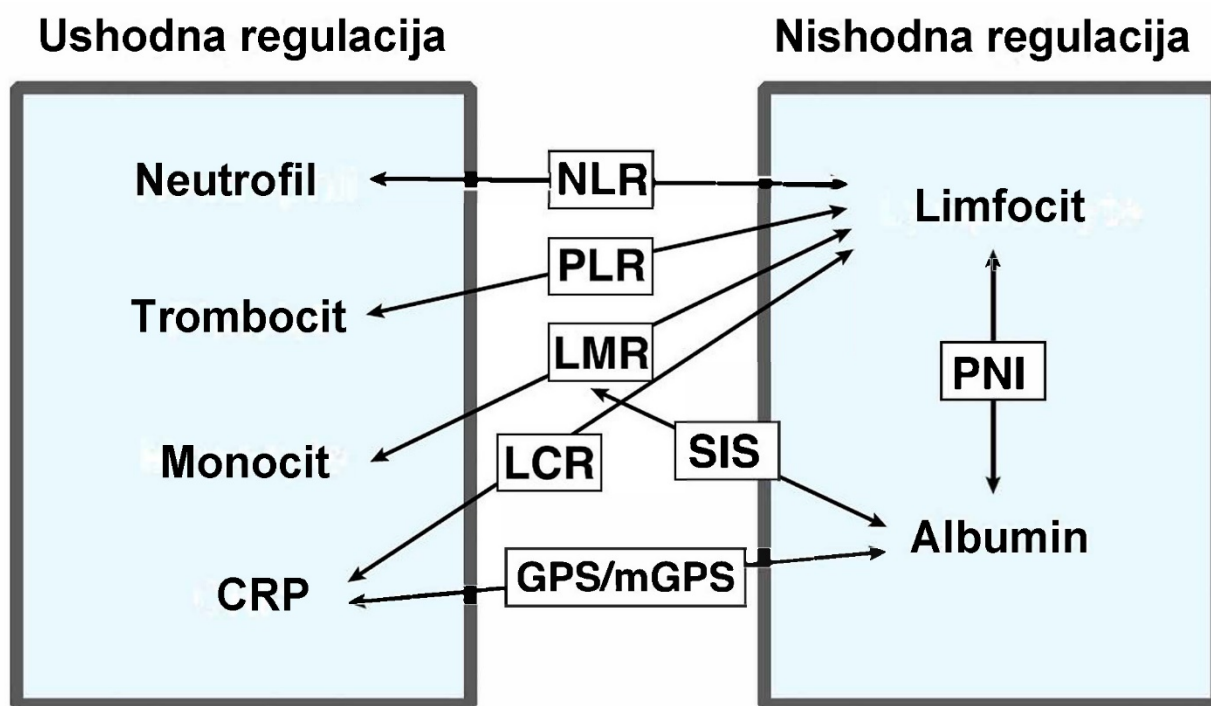 Ushodna regulacija
Nishodna regulacija
Neutrofil
NLR
Limfocit
PLR
Trombocit
LMR
PNI
Monocit
LCR
SIS
Albumin
CRP
GPS/mGPS